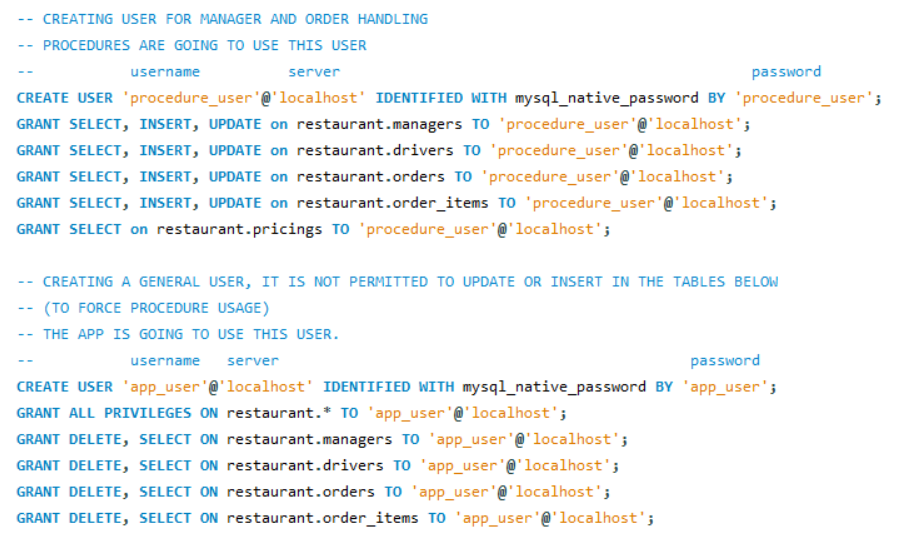 -- CREATING USER FOR MANAGER AND ORDER HANDLING
-- PROCEDURES ARE GOING TO USE THIS USER
-- username server password
CREATE USER 'procedure_user'@'localhost' IDENTIFIED WITH mysql_native_password BY 'procedure_user';
GRANT SELECT, INSERT, UPDATE on restaurant.managers TO 'procedure_user'@'localhost';
GRANT SELECT, INSERT, UPDATE on restaurant.drivers TO 'procedure_user'@'localhost';
GRANT SELECT, INSERT, UPDATE on restaurant.orders TO 'procedure_user'@'localhost';
GRANT SELECT, INSERT, UPDATE on restaurant.order_items TO 'procedure_user'@'localhost';
GRANT SELECT on restaurant.pricings TO 'procedure_user'@'localhost';
-- CREATING A GENERAL USER, IT IS NOT PERMITTED TO UPDATE OR INSERT IN THE TABLES BELOW
-- (TO FORCE PROCEDURE USAGE)
-- THE APP IS GOING TO USE THIS USER.
-- username server password
CREATE USER 'app_user'@'localhost' IDENTIFIED WITH mysql_native_password BY 'app_user';
GRANT ALL PRIVILEGES ON restaurant.* TO 'app_user'@'localhost';
GRANT DELETE, SELECT ON restaurant.managers TO 'app_user'@'localhost';
GRANT DELETE, SELECT ON restaurant.drivers TO 'app_user'@'localhost';
GRANT DELETE, SELECT ON restaurant.orders TO 'app_user'@'localhost';
GRANT DELETE, SELECT ON restaurant.order_items TO 'app_user'@'localhost';